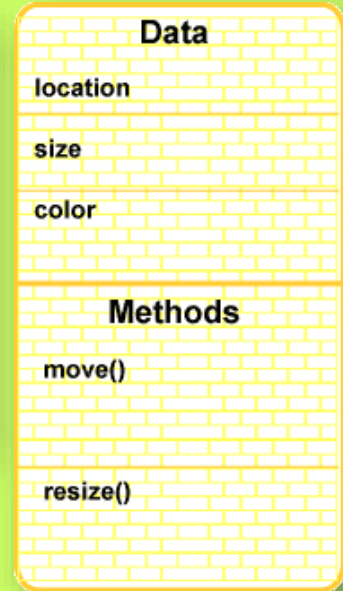 Data
location
size
color
Methods
move()
resize()